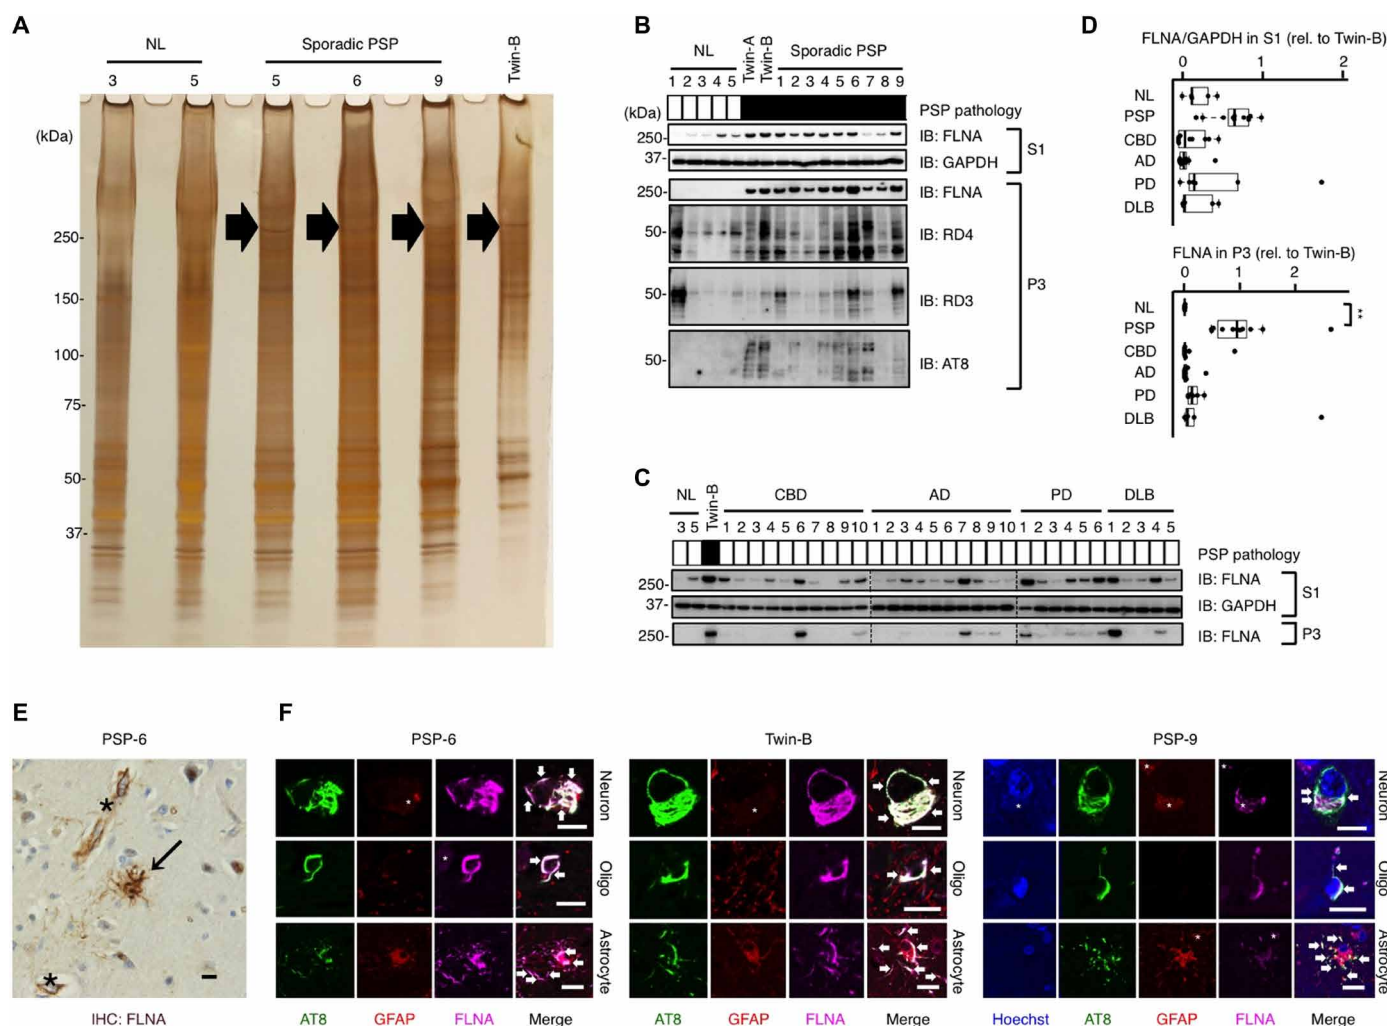 A
NL
Sporadic PSP
Twin-B
3 5 5 6 9
(kDa)
250-
150-
100-
75-
50-
37-
B
NL Twin-A Twin-B Sporadic PSP
1 2 3 4 5 1 2 3 4 5 6 7 8 9
(kDa)
PSP pathology
250- IB: FLNA
37- IB: GAPDH
S1
250- IB: FLNA
50- IB: RD4
50- IB: RD3
50- IB: AT8
P3
C
NL Twin-B CBD AD PD DLB
3 5 1 2 3 4 5 6 7 8 9 10 1 2 3 4 5 6 7 8 9 10 1 2 3 4 5 6 1 2 3 4 5
PSP pathology
250- IB: FLNA
37- IB: GAPDH
S1
250- IB: FLNA
P3
D
FLNA/GAPDH in S1 (rel. to Twin-B)
0 1 2
NL
PSP
CBD
AD
PD
DLB
FLNA in P3 (rel. to Twin-B)
0 1 2
NL
PSP
**
CBD
AD
PD
DLB
E
PSP-6
*
*
IHC: FLNA
F
PSP-6
Neuron
Oligo
Astrocyte
AT8 GFAP FLNA Merge
Twin-B
Neuron
Oligo
Astrocyte
AT8 GFAP FLNA Merge
PSP-9
Neuron
Oligo
Astrocyte
Hoechst AT8 GFAP FLNA Merge